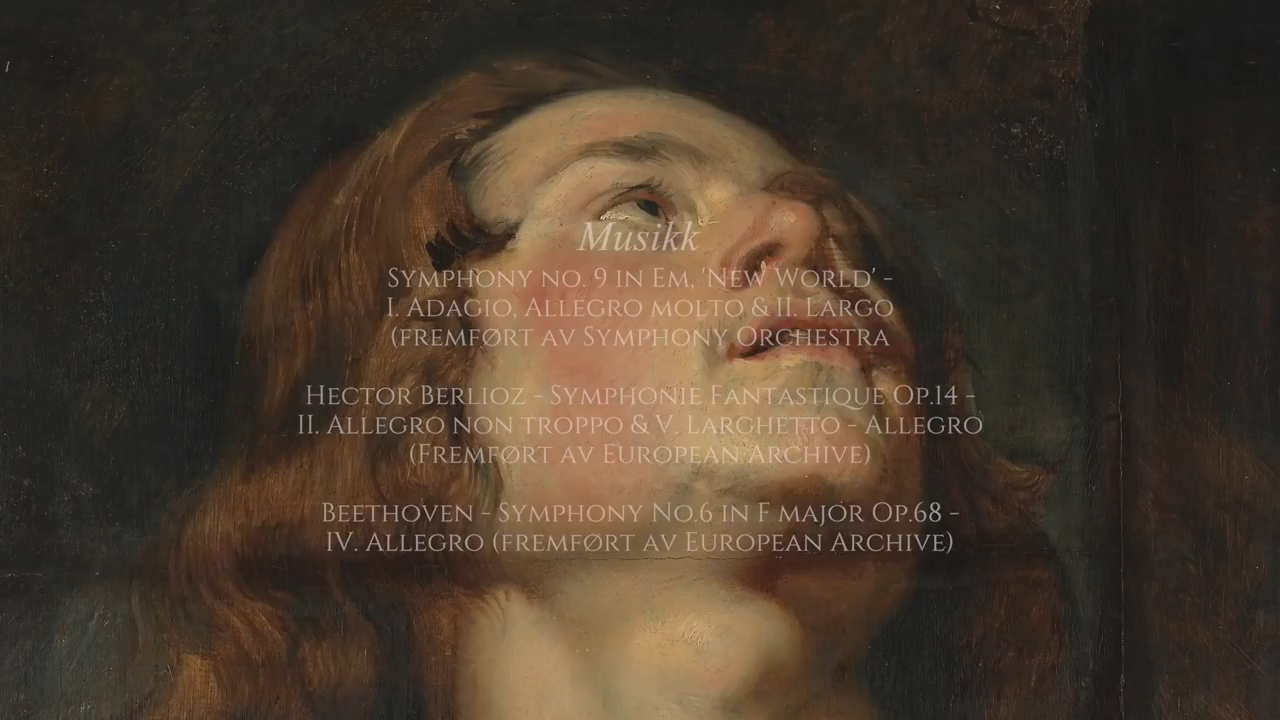 Musikk
Symphony no. 9 in Em, 'New World' -
I. Adagio, Allegro molto & II. Largo
(fremført av Symphony Orchestra
Hector Berlioz - Symphonie Fantastique Op.14 -
II. Allegro non troppo & V. Larghetto - Allegro
(Fremført av European Archive)
Beethoven - Symphony No.6 in F major Op.68 -
IV. Allegro (fremført av European Archive)